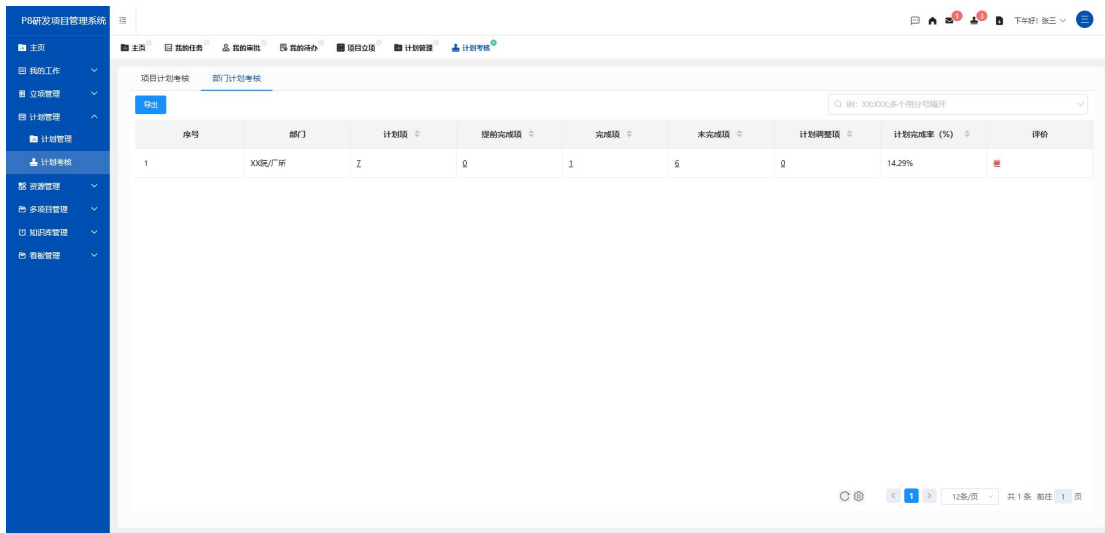 P8研发项目管理系统
1 3 下午好! 张三 三
主页
我的工作
立项管理
计划管理
计划管理
计划考核
资源管理
多项目管理
知识库管理
看板管理
主页 我的任务 我的审批 我的待办 项目立项 计划管理 计划考核
项目计划考核 部门计划考核
导出 例: XX;XXX;多个用分号隔开
序号 部门 计划项 提前完成项 完成项 未完成项 计划调整项 计划完成率 (%) 评价
1 XX院/厂所 7 0 1 6 0 14.29% 差
1 12条/页 共 1 条 前往 1 页